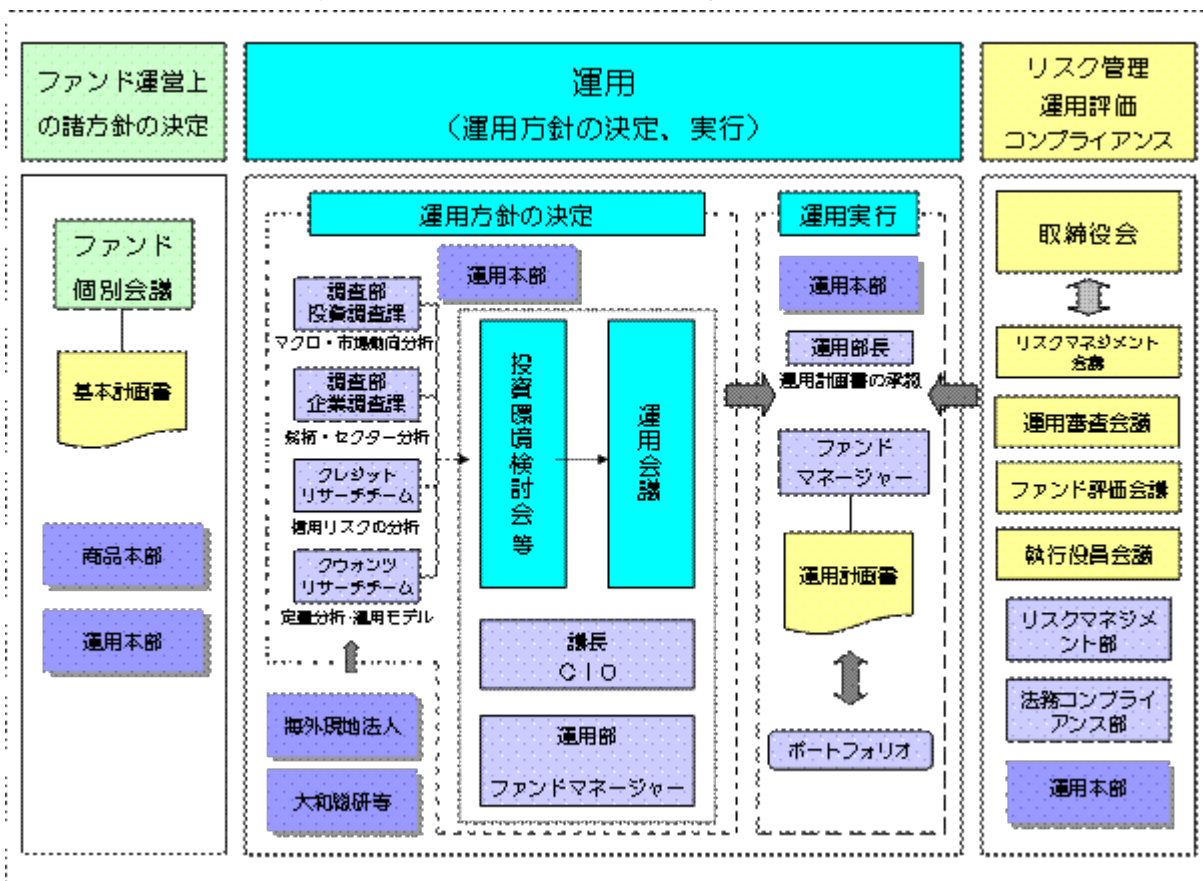 ファンド運営上
の諸方針の決定
運用
（運用方針の決定、実行）
リスク管理
運用評価
コンプライアンス
ファンド
個別会議
基本計画書
商品本部
運用本部
運用方針の決定
運用本部
調査部
投資調査課
マクロ・市場動向分析
調査部
企業調査課
銘柄・セクター分析
クレジット
リサーチチーム
信用リスクの分析
クウォンツ
リサーチチーム
定量分析・運用モデル
海外現地法人
大和総研等
投資環境検討会等
運用会議
議長
ＣＩＯ
運用部
ファンドマネージャー
運用実行
運用本部
運用部長
運用計画書の承認
ファンド
マネージャー
運用計画書
ポートフォリオ
取締役会
リスクマネジメント
会議
運用審査会議
ファンド評価会議
執行役員会議
リスクマネジメ
ント部
法務コンプライ
アンス部
運用本部